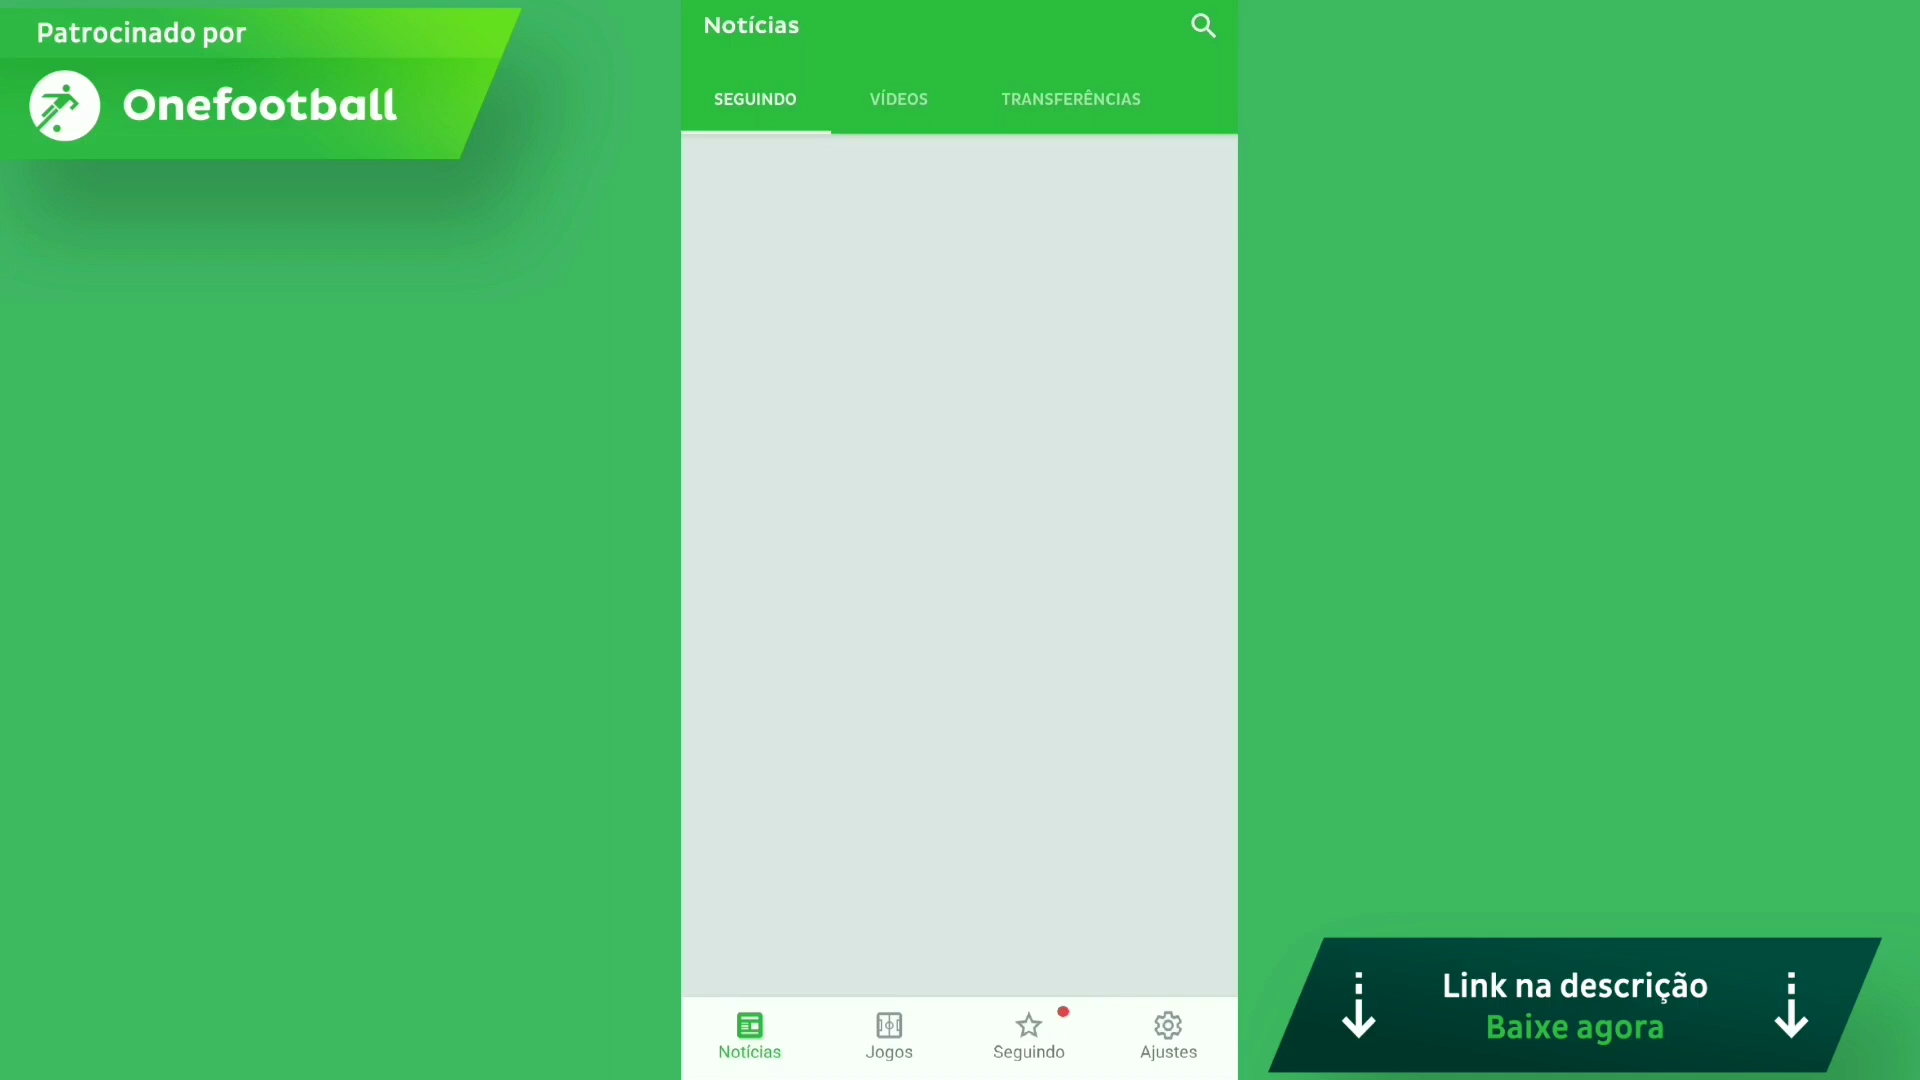 Patrocinado por
Onefootball
Notícias
SEGUINDO VÍDEOS TRANSFERÊNCIAS
Notícias Jogos Seguindo Ajustes
Link na descrição
Baixe agora